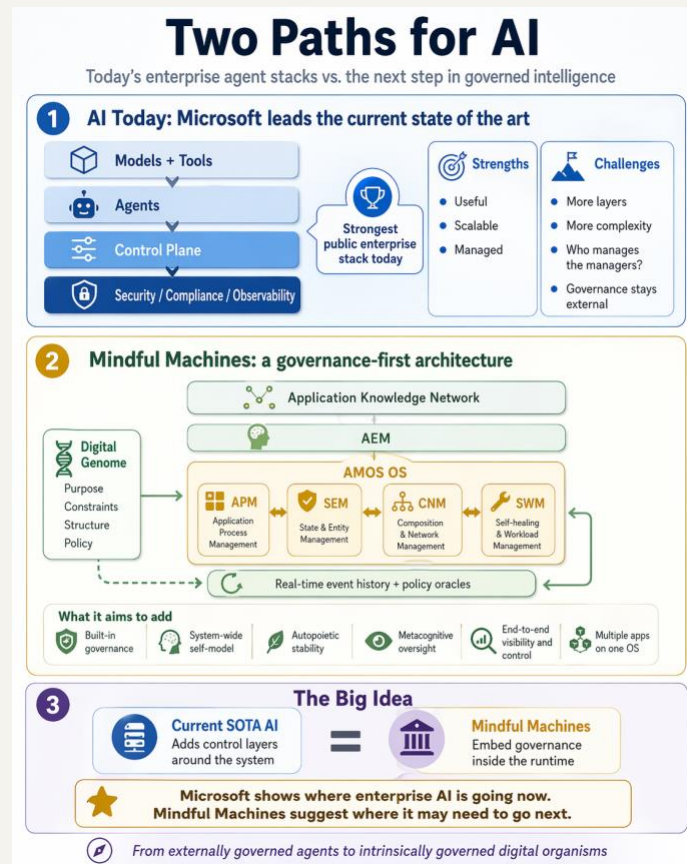 Two Paths for AI
Today's enterprise agent stacks vs. the next step in governed intelligence
1
AI Today: Microsoft leads the current state of the art
Models + Tools
Agents
Control Plane
Security / Compliance / Observability
Strongest
public enterprise
stack today
Strengths
Useful
Scalable
Managed
Challenges
More layers
More complexity
Who manages
the managers?
Governance stays
external
2
Mindful Machines: a governance-first architecture
Application Knowledge Network
AEM
Digital
Genome
Purpose
Constraints
Structure
Policy
AMOS OS
APM
Application
Process
Management
SEM
State & Entity
Management
CNM
Composition
& Network
Management
SWM
Self-healing
& Workload
Management
Real-time event history + policy oracles
What it aims to add
Built-in
governance
System-wide
self-model
Autopoietic
stability
Metacognitive
oversight
End-to-end
visibility and
control
Multiple apps
on one OS
3
The Big Idea
Current SOTA AI
Adds control layers
around the system
=
Mindful Machines
Embed governance
inside the runtime
Microsoft shows where enterprise AI is going now.
Mindful Machines suggest where it may need to go next.
From externally governed agents to intrinsically governed digital organisms